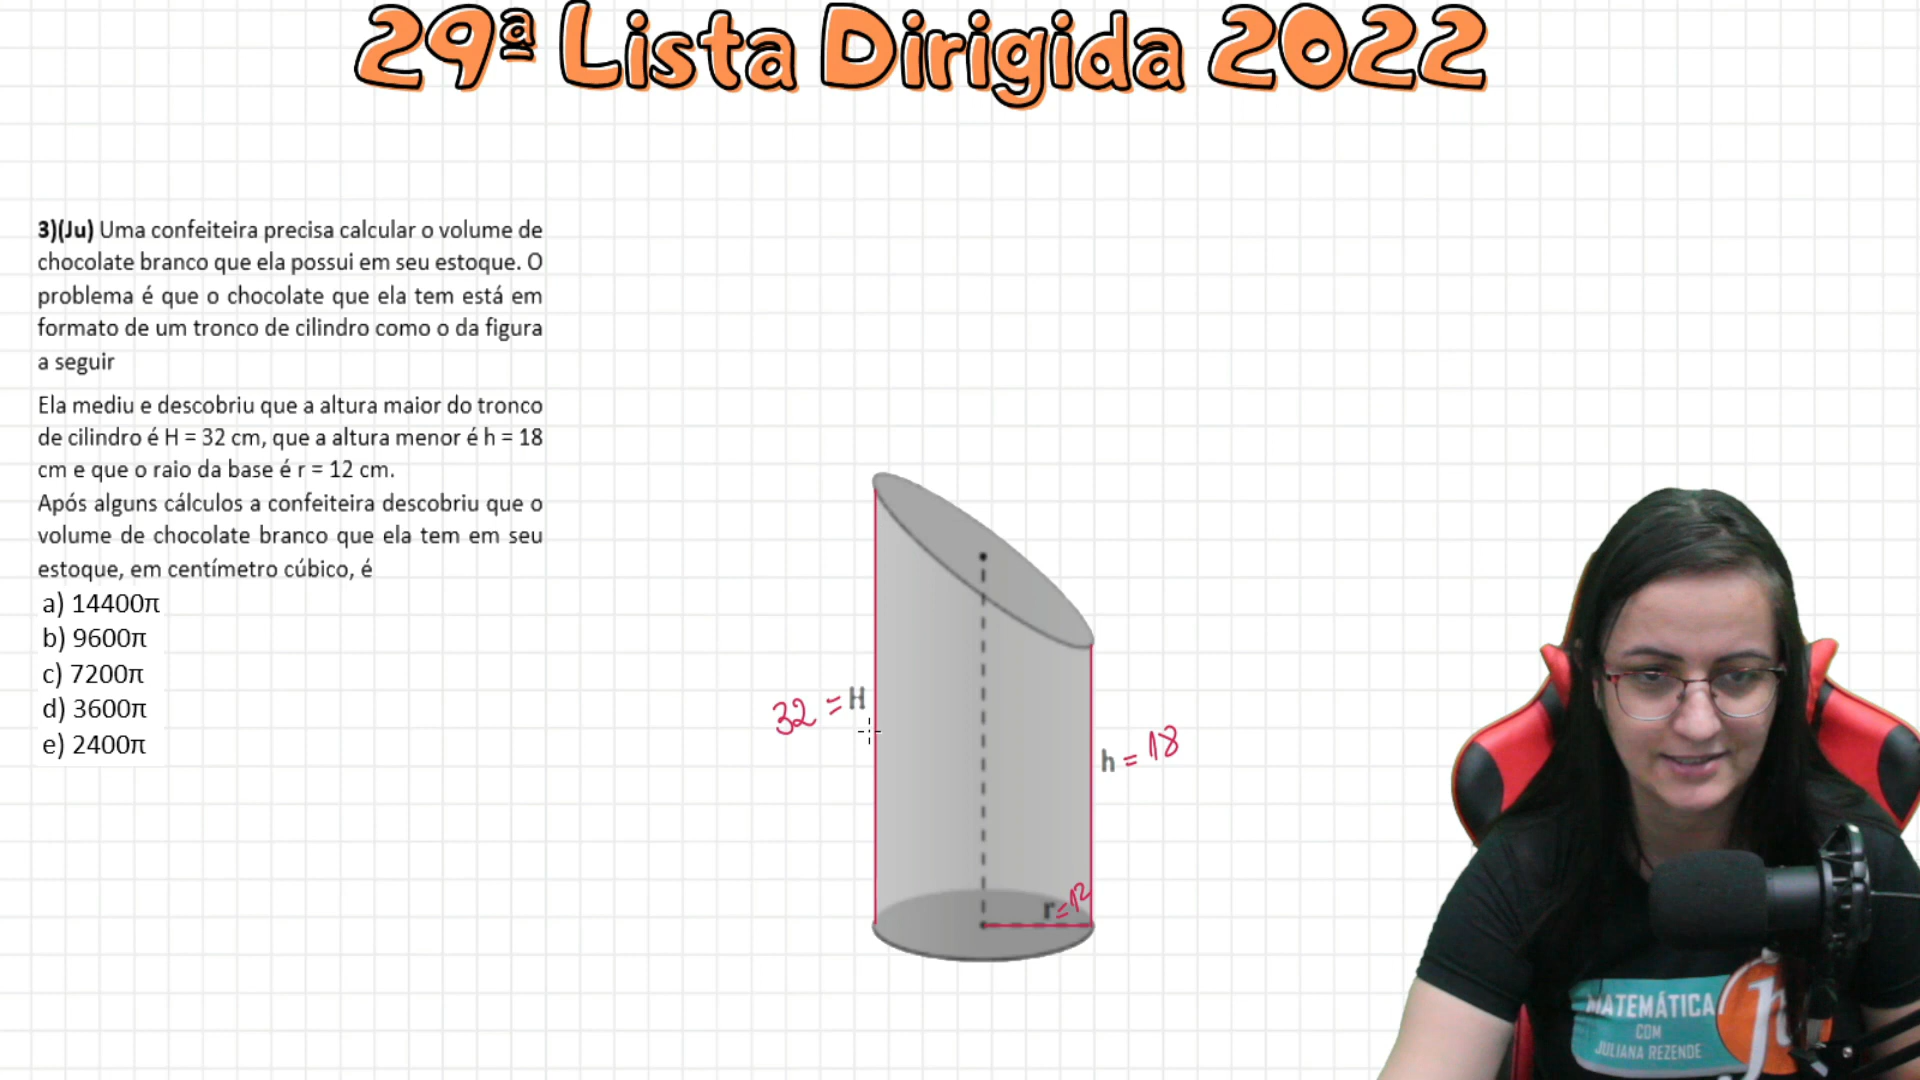 29ª Lista Dirigida 2022
3)(Ju) Uma confeiteira precisa calcular o volume de
chocolate branco que ela possui em seu estoque. O
problema é que o chocolate que ela tem está em
formato de um tronco de cilindro como o da figura
a seguir
Ela mediu e descobriu que a altura maior do tronco
de cilindro é H = 32 cm, que a altura menor é h = 18
cm e que o raio da base é r = 12 cm.
Após alguns cálculos a confeiteira descobriu que o
volume de chocolate branco que ela tem em seu
estoque, em centímetro cúbico, é
a) 14400π
b) 9600π
c) 7200π
d) 3600π
e) 2400π
32 = H
h = 18
r = 12
MATEMÁTICA
COM
JULIANA REZENDE